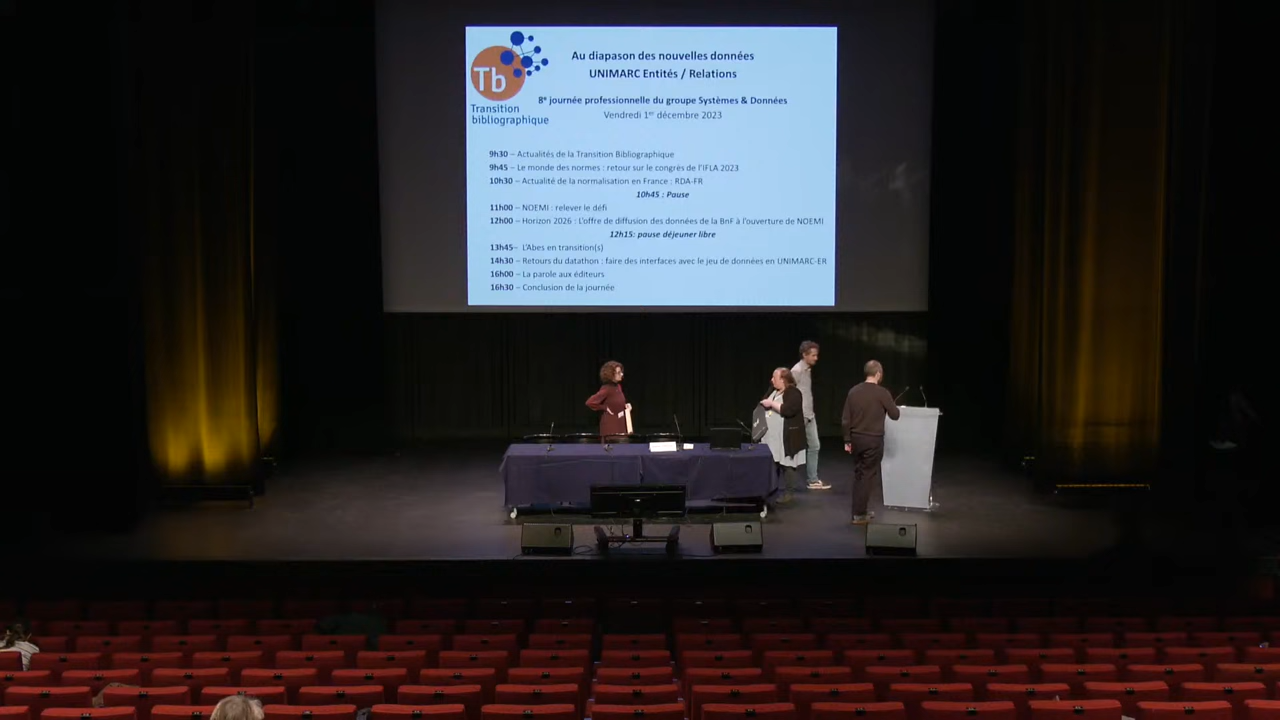 Au diapason des nouvelles données
UNIMARC Entités / Relations
Tb
Transition
bibliographique
8e journée professionnelle du groupe Systèmes & Données
Vendredi 1er décembre 2023
9h30 – Actualités de la Transition Bibliographique
9h45 – Le monde des normes : retour sur le congrès de l'IFLA 2023
10h30 – Actualité de la normalisation en France : RDA-FR
10h45 : Pause
11h00 – NOEMI : relever le défi
12h00 – Horizon 2026 : L'offre de diffusion des données de la BnF à l'ouverture de NOEMI
12h15: pause déjeuner libre
13h45– L'Abes en transition(s)
14h30 – Retours du datathon : faire des interfaces avec le jeu de données en UNIMARC-ER
16h00 – La parole aux éditeurs
16h30 – Conclusion de la journée